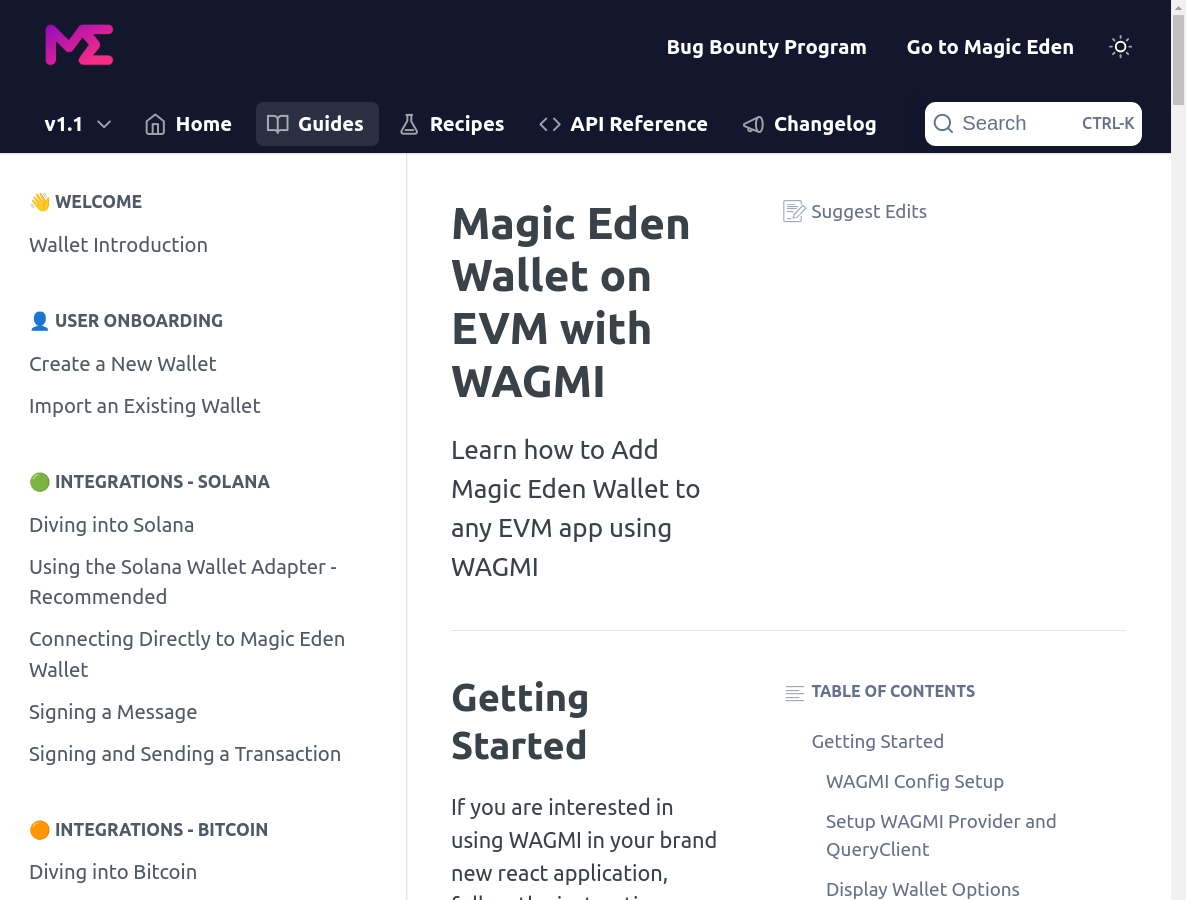 Bug Bounty Program
Go to Magic Eden
v1.1
Home
Guides
Recipes
API Reference
Changelog
Search
CTRL-K
👋 WELCOME
Wallet Introduction
👤 USER ONBOARDING
Create a New Wallet
Import an Existing Wallet
🟢 INTEGRATIONS - SOLANA
Diving into Solana
Using the Solana Wallet Adapter -
Recommended
Connecting Directly to Magic Eden
Wallet
Signing a Message
Signing and Sending a Transaction
🟠 INTEGRATIONS - BITCOIN
Diving into Bitcoin
Magic Eden
Wallet on
EVM with
WAGMI
Learn how to Add
Magic Eden Wallet to
any EVM app using
WAGMI
Suggest Edits
Getting
Started
If you are interested in
using WAGMI in your brand
new react application,
TABLE OF CONTENTS
Getting Started
WAGMI Config Setup
Setup WAGMI Provider and
QueryClient
Display Wallet Options